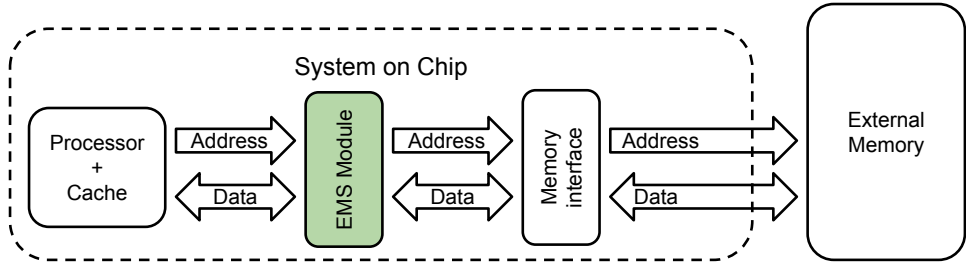 System on Chip
Processor
+
Cache
Address
Data
EMS Module
Address
Data
Memory
interface
Address
Data
External
Memory